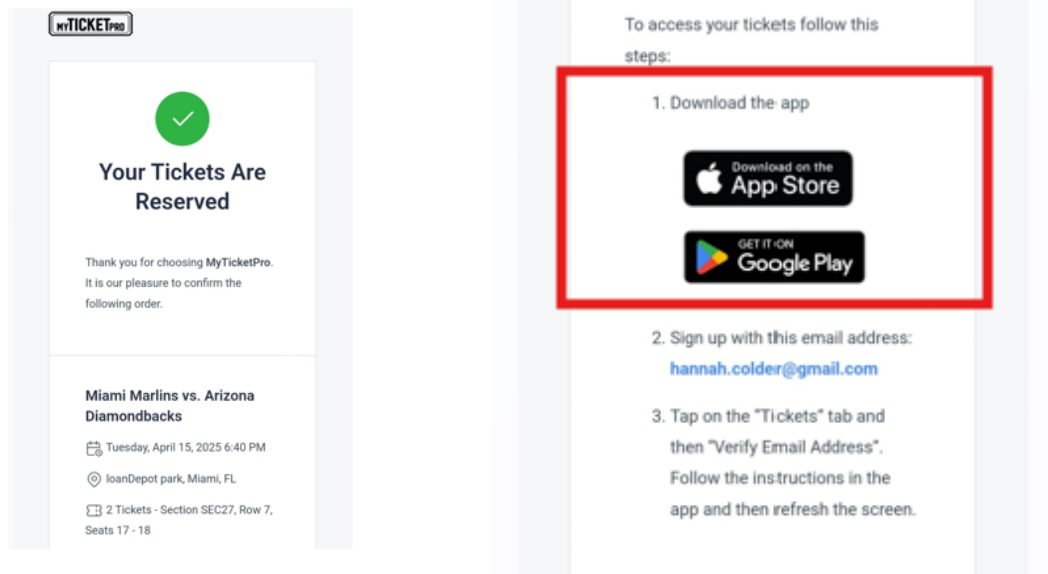 MYTICKETPRO
Your Tickets Are
Reserved
Thank you for choosing MyTicketPro.
It is our pleasure to confirm the
following order.
Miami Marlins vs. Arizona
Diamondbacks
Tuesday, April 15, 2025 6:40 PM
loanDepot park, Miami, FL
2 Tickets - Section SEC27, Row 7,
Seats 17 - 18
To access your tickets follow this
steps:
1. Download the app
Download on the
App Store
GET IT ON
Google Play
2. Sign up with this email address:
hannah.colder@gmail.com
3. Tap on the “Tickets” tab and
then “Verify Email Address”.
Follow the instructions in the
app and then refresh the screen.